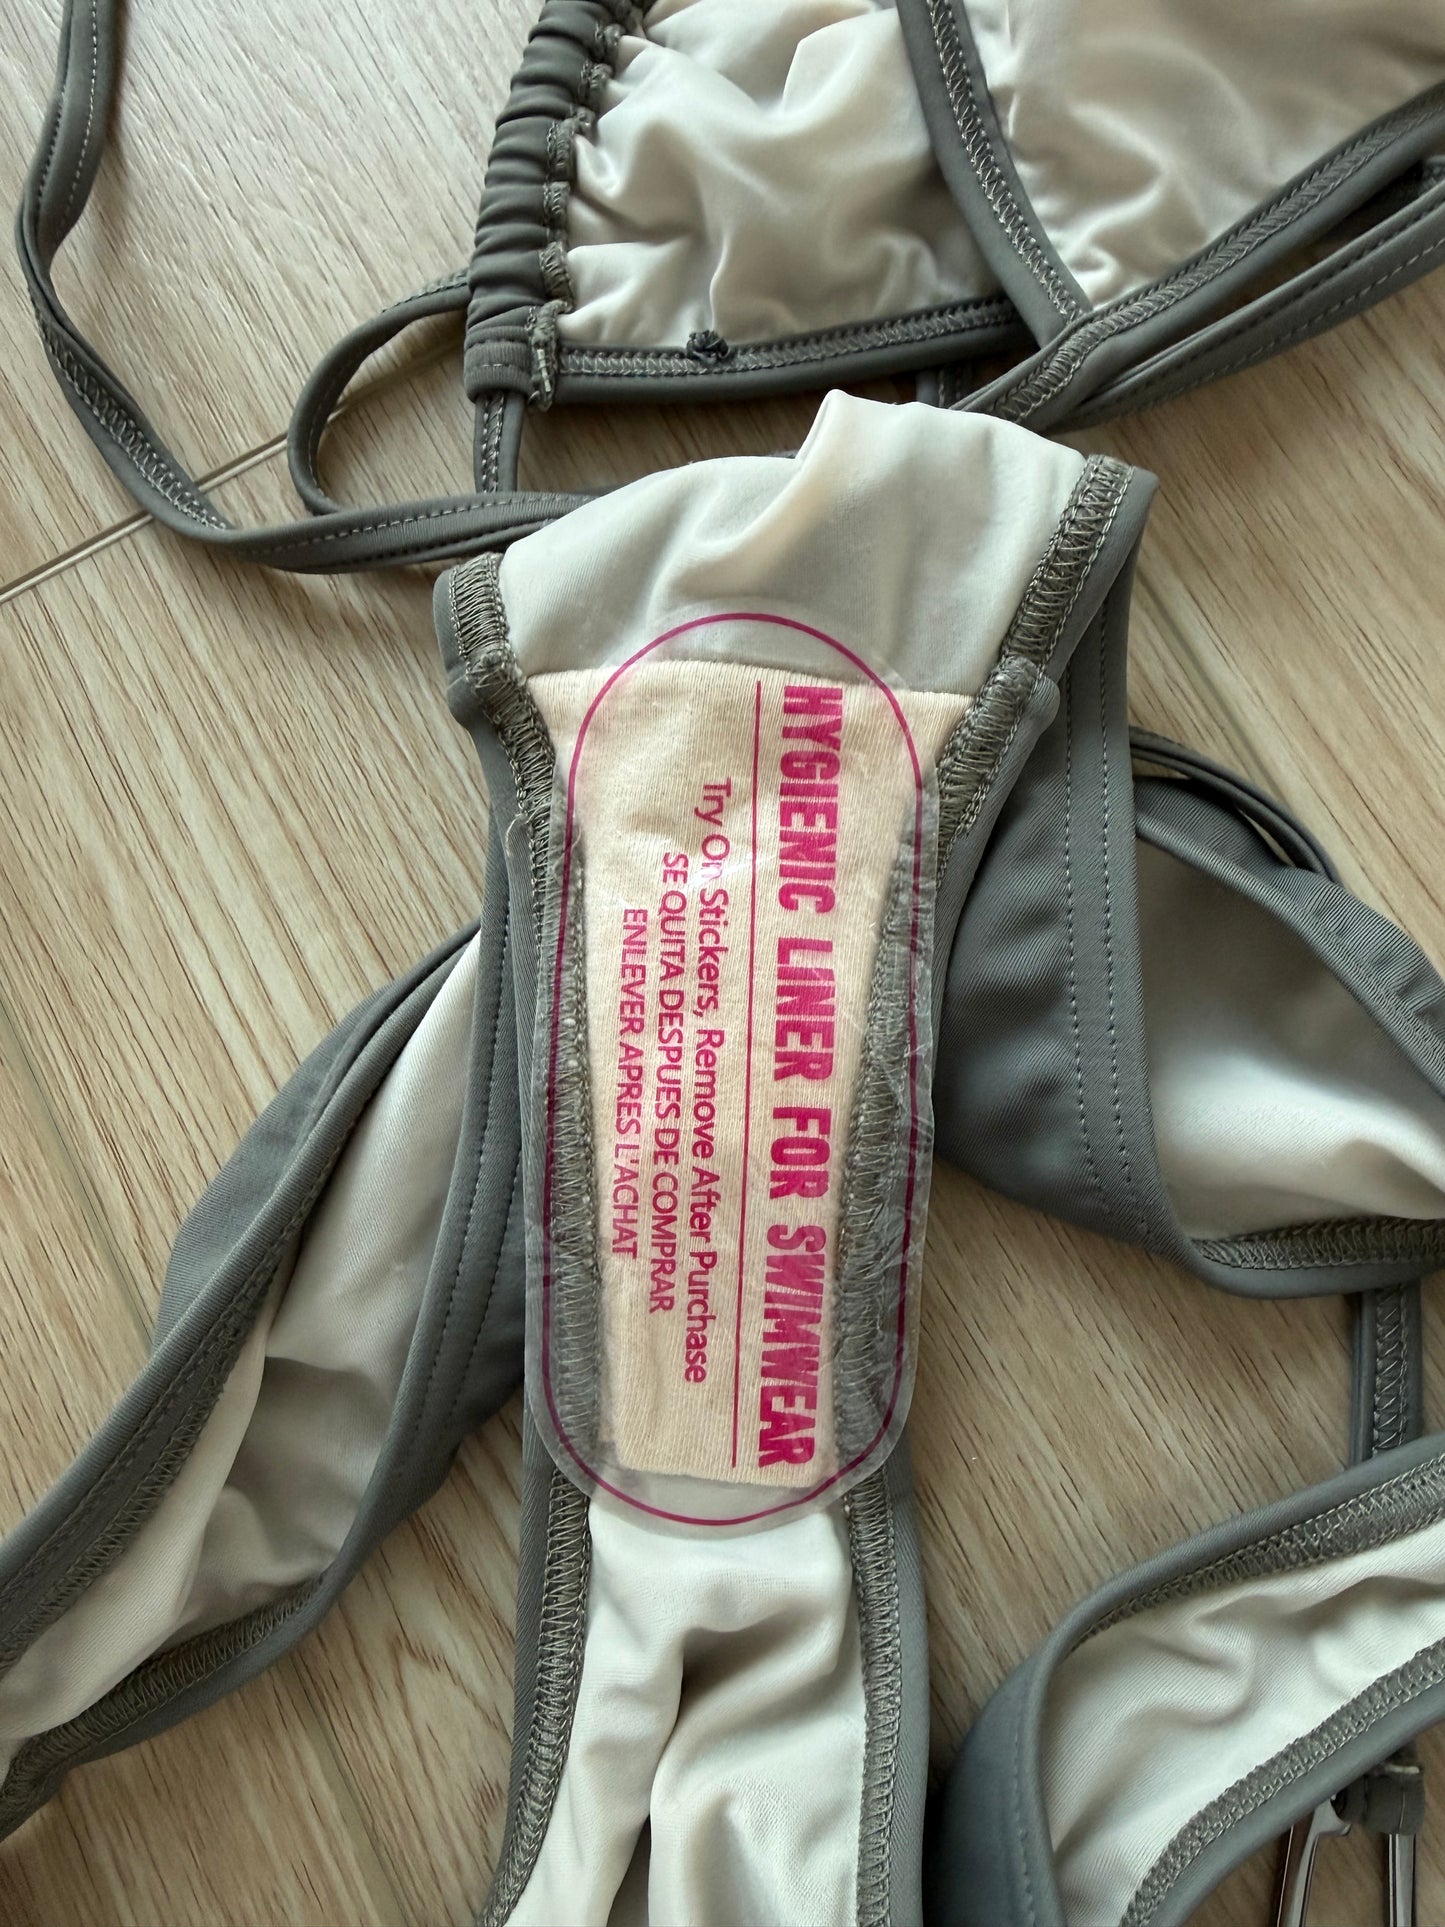 HYGIENIC LINER FOR SWIMWEAR
Try On Stickers, Remove After Purchase
SE QUITA DESPUES DE COMPRAR
ENLEVER APRES L'ACHAT